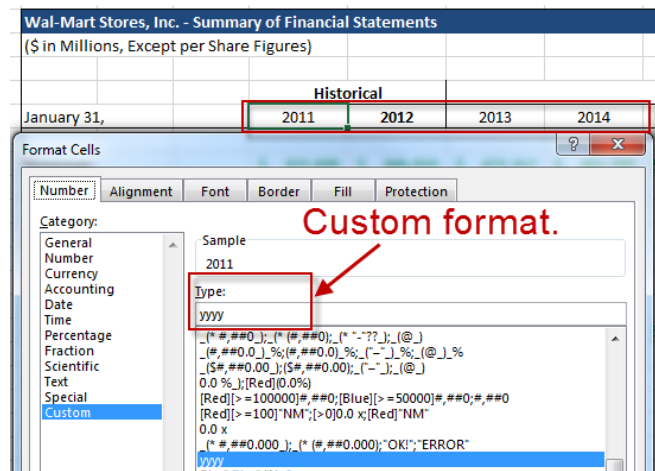 Wal-Mart Stores, Inc. - Summary of Financial Statements
($ in Millions, Except per Share Figures)
Historical
January 31, 2011 2012 2013 2014
Format Cells
? X
Number Alignment Font Border Fill Protection
Custom format.
Category:
General
Number
Currency
Accounting
Date
Time
Percentage
Fraction
Scientific
Text
Special
Custom
Sample
2011
Type:
yyyy
_(* #,##0_);_(* (#,##0);_(* "-"??_);_(@_)
_(#,##0.0_)_%;(#,##0.0)_%;_("–"_)_%;_(@_)_%
_($#,##0.00_);($#,##0.00);_("–"_);_(@_)
0.0 %_);[Red](0.0%)
[Red][>=100000]#,##0;[Blue][>=50000]#,##0;#,##0
[Red][>=100]"NM";[>0]0.0 x;[Red]"NM"
0.0 x
_(* #,##0.000_);_(* (#,##0.000);"OK!";"ERROR"
yyyy